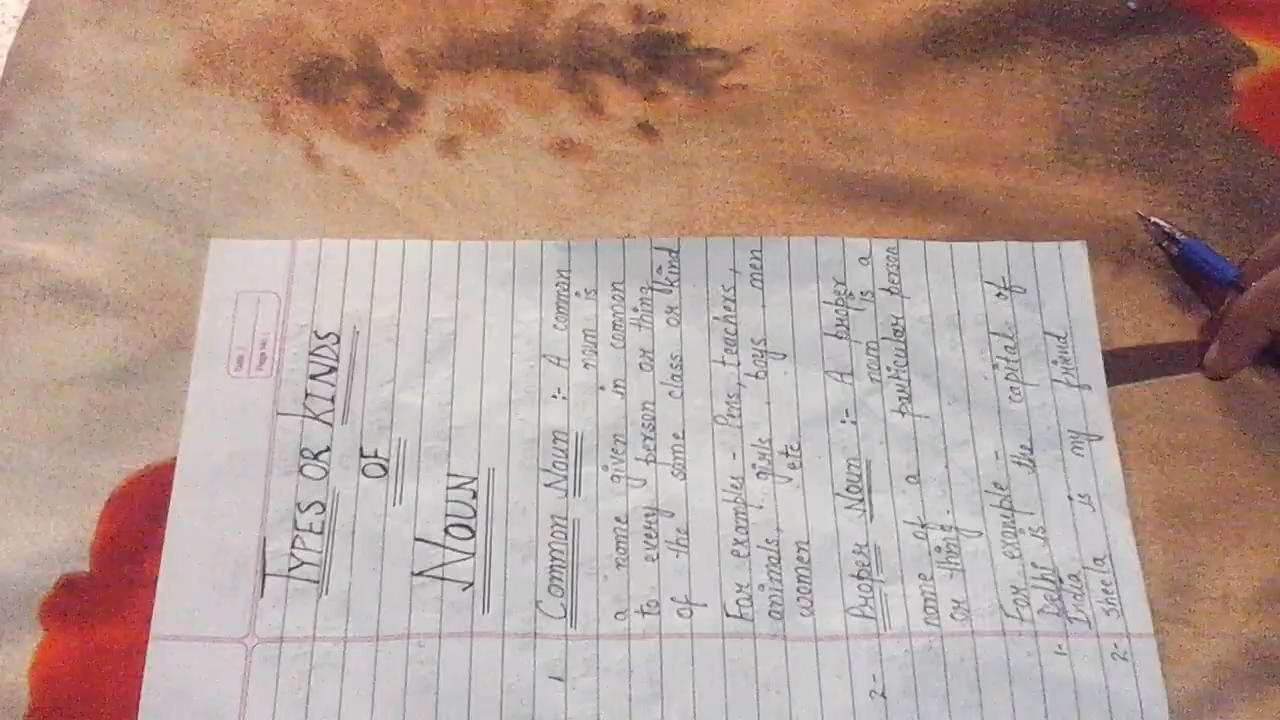 Date :
Page No :
TYPES OR KINDS
OF
NOUN
1. Common Noun :- A common
noun is
a name given in common
to every person or thing
of the same class or kind
For examples - Pens, teachers,
animals, girls, boys men
women etc
2- Proper Noun :- A proper
noun is a
name of a particular person
or thing.
For example -
1- Delhi is the capital of
India
2- Sheela is my friend